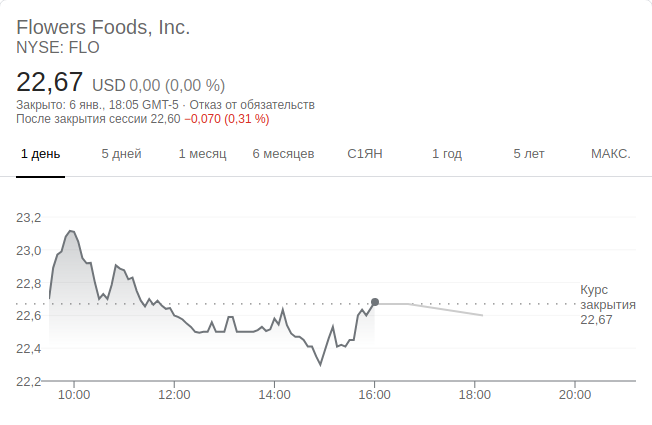 Flowers Foods, Inc.
NYSE: FLO
22,67 USD 0,00 (0,00 %)
Закрыто: 6 янв., 18:05 GMT-5 · Отказ от обязательств
После закрытия сессии 22,60 −0,070 (0,31 %)
1 день 5 дней 1 месяц 6 месяцев С1ЯН 1 год 5 лет МАКС.
23,2
23,0
22,8
22,6
22,4
22,2
Курс
закрытия
22,67
10:00 12:00 14:00 16:00 18:00 20:00